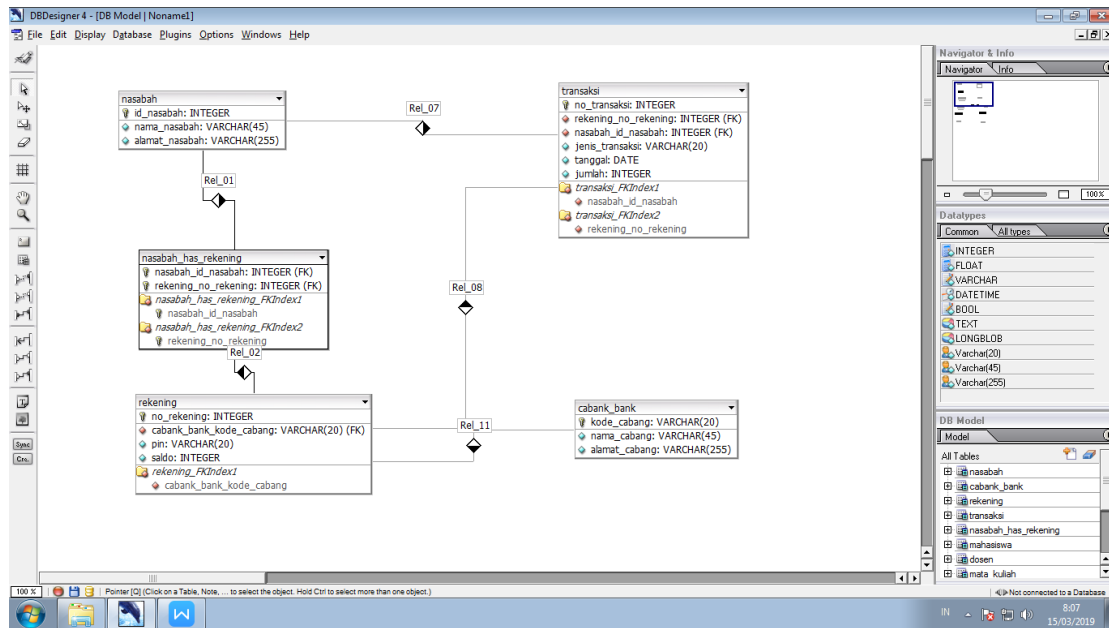 DBDesigner 4 - [DB Model | Noname1]
File Edit Display Database Plugins Options Windows Help
nasabah
id_nasabah: INTEGER
nama_nasabah: VARCHAR(45)
alamat_nasabah: VARCHAR(255)
Rel_07
transaksi
no_transaksi: INTEGER
rekening_no_rekening: INTEGER (FK)
nasabah_id_nasabah: INTEGER (FK)
jenis_transaksi: VARCHAR(20)
tanggal: DATE
jumlah: INTEGER
transaksi_FKIndex1
nasabah_id_nasabah
transaksi_FKIndex2
rekening_no_rekening
Rel_01
nasabah_has_rekening
nasabah_id_nasabah: INTEGER (FK)
rekening_no_rekening: INTEGER (FK)
nasabah_has_rekening_FKIndex1
nasabah_id_nasabah
nasabah_has_rekening_FKIndex2
rekening_no_rekening
Rel_02
Rel_08
rekening
no_rekening: INTEGER
cabank_bank_kode_cabang: VARCHAR(20) (FK)
pin: VARCHAR(20)
saldo: INTEGER
rekening_FKIndex1
cabank_bank_kode_cabang
Rel_11
cabank_bank
kode_cabang: VARCHAR(20)
nama_cabang: VARCHAR(45)
alamat_cabang: VARCHAR(255)
Navigator & Info
Navigator Info
100%
Datatypes
Common All types
INTEGER
FLOAT
VARCHAR
DATETIME
BOOL
TEXT
LONGBLOB
Varchar(20)
Varchar(45)
Varchar(255)
DB Model
Model
All Tables
nasabah
cabank_bank
rekening
transaksi
nasabah_has_rekening
mahasiswa
dosen
mata_kuliah
Sync
Cro.
100 % Pointer [Q] (Click on a Table, Note, ... to select the object. Hold Ctrl to select more than one object.) Not connected to a Database
IN 8:07
15/03/2019